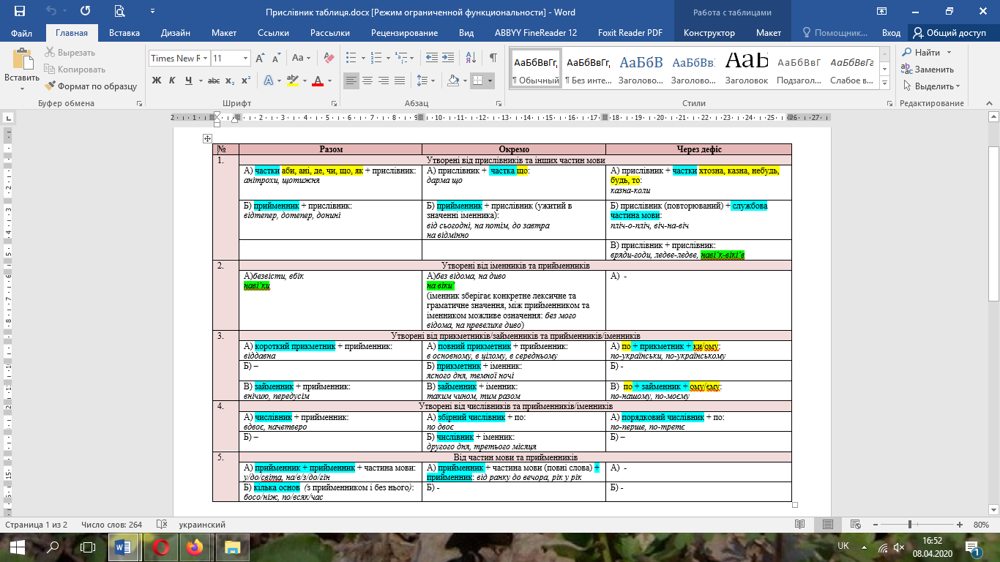 Прислівник таблиця.docx [Режим ограниченной функциональности] - Word
Работа с таблицами
Файл Главная Вставка Дизайн Макет Ссылки Рассылки Рецензирование Вид ABBYY FineReader 12 Foxit Reader PDF Конструктор Макет Помощник... Вход Общий доступ
Вставить
Вырезать
Копировать
Формат по образцу
Буфер обмена
Times New R 11
Ж К Ч abc x₂ x²
Шрифт
Абзац
АаБбВвГг, АаБбВвГг, АаБбВ АаБбВв: АаБ АаБбВвГ АаБбВвГг
¶ Обычный ¶ Без инте... Заголово... Заголово... Заголовок Подзагол... Слабое в...
Стили
Найти
Заменить
Выделить
Редактирование
№ Разом Окремо Через дефіс
1. Утворені від прислівників та інших частин мови
А) частки аби, ані, де, чи, що, як + прислівник:
анітрохи, щотижня
А) прислівник + частка що:
дарма що
А) прислівник + частки хтозна, казна, небудь,
будь, то:
казна-коли
Б) прийменник + прислівник:
відтепер, дотепер, донині
Б) прийменник + прислівник (ужитий в
значенні іменника):
від сьогодні, на потім, до завтра
на відмінно
Б) прислівник (повторюваний) + службова
частина мови:
пліч-о-пліч, віч-на-віч
В) прислівник + прислівник:
вряди-годи, ледве-ледве, наві´к-вікі´в
2. Утворені від іменників та прийменників
А)безвісти, вбік
наві´ки
А)без відома, на диво
на віки´
(іменник зберігає конкретне лексичне та
граматичне значення, між прийменником та
іменником можливе означення: без мого
відома, на превелике диво)
А) -
3. Утворені від прикметників/займенників та прийменників/іменників
А) короткий прикметник + прийменник:
віддавна
А) повний прикметник + прийменник:
в основному, в цілому, в середньому
А) по + прикметник + ки/ому:
по-українськи, по-українському
Б) –
Б) прикметник + іменник:
ясного дня, темної ночі
Б) -
В) займенник + прийменник:
внічию, передусім
В) займенник + іменник:
таким чином, тим разом
В) по + займенник + ому/єму:
по-нашому, по-моєму
4. Утворені від числівників та прийменників/іменників
А) числівник + прийменник:
вдвоє, начетверо
А) збірний числівник + по:
по двоє
А) порядковий числівник + по:
по-перше, по-третє
Б) –
Б) числівник + іменник:
другого дня, третього місяця
Б) –
5. Від частин мови та прийменників
А) прийменник + прийменник + частина мови:
у/до/світа, на/в/з/до/гін
А) прийменник + частина мови (повні слова) +
прийменник: від ранку до вечора, рік у рік
А) -
Б) кілька основ (з прийменником і без нього):
босо/ніж, по/всяк/час
Б) -
Б) -
Страница 1 из 2 Число слов: 264 украинский 80%
UK 16:52
08.04.2020
1